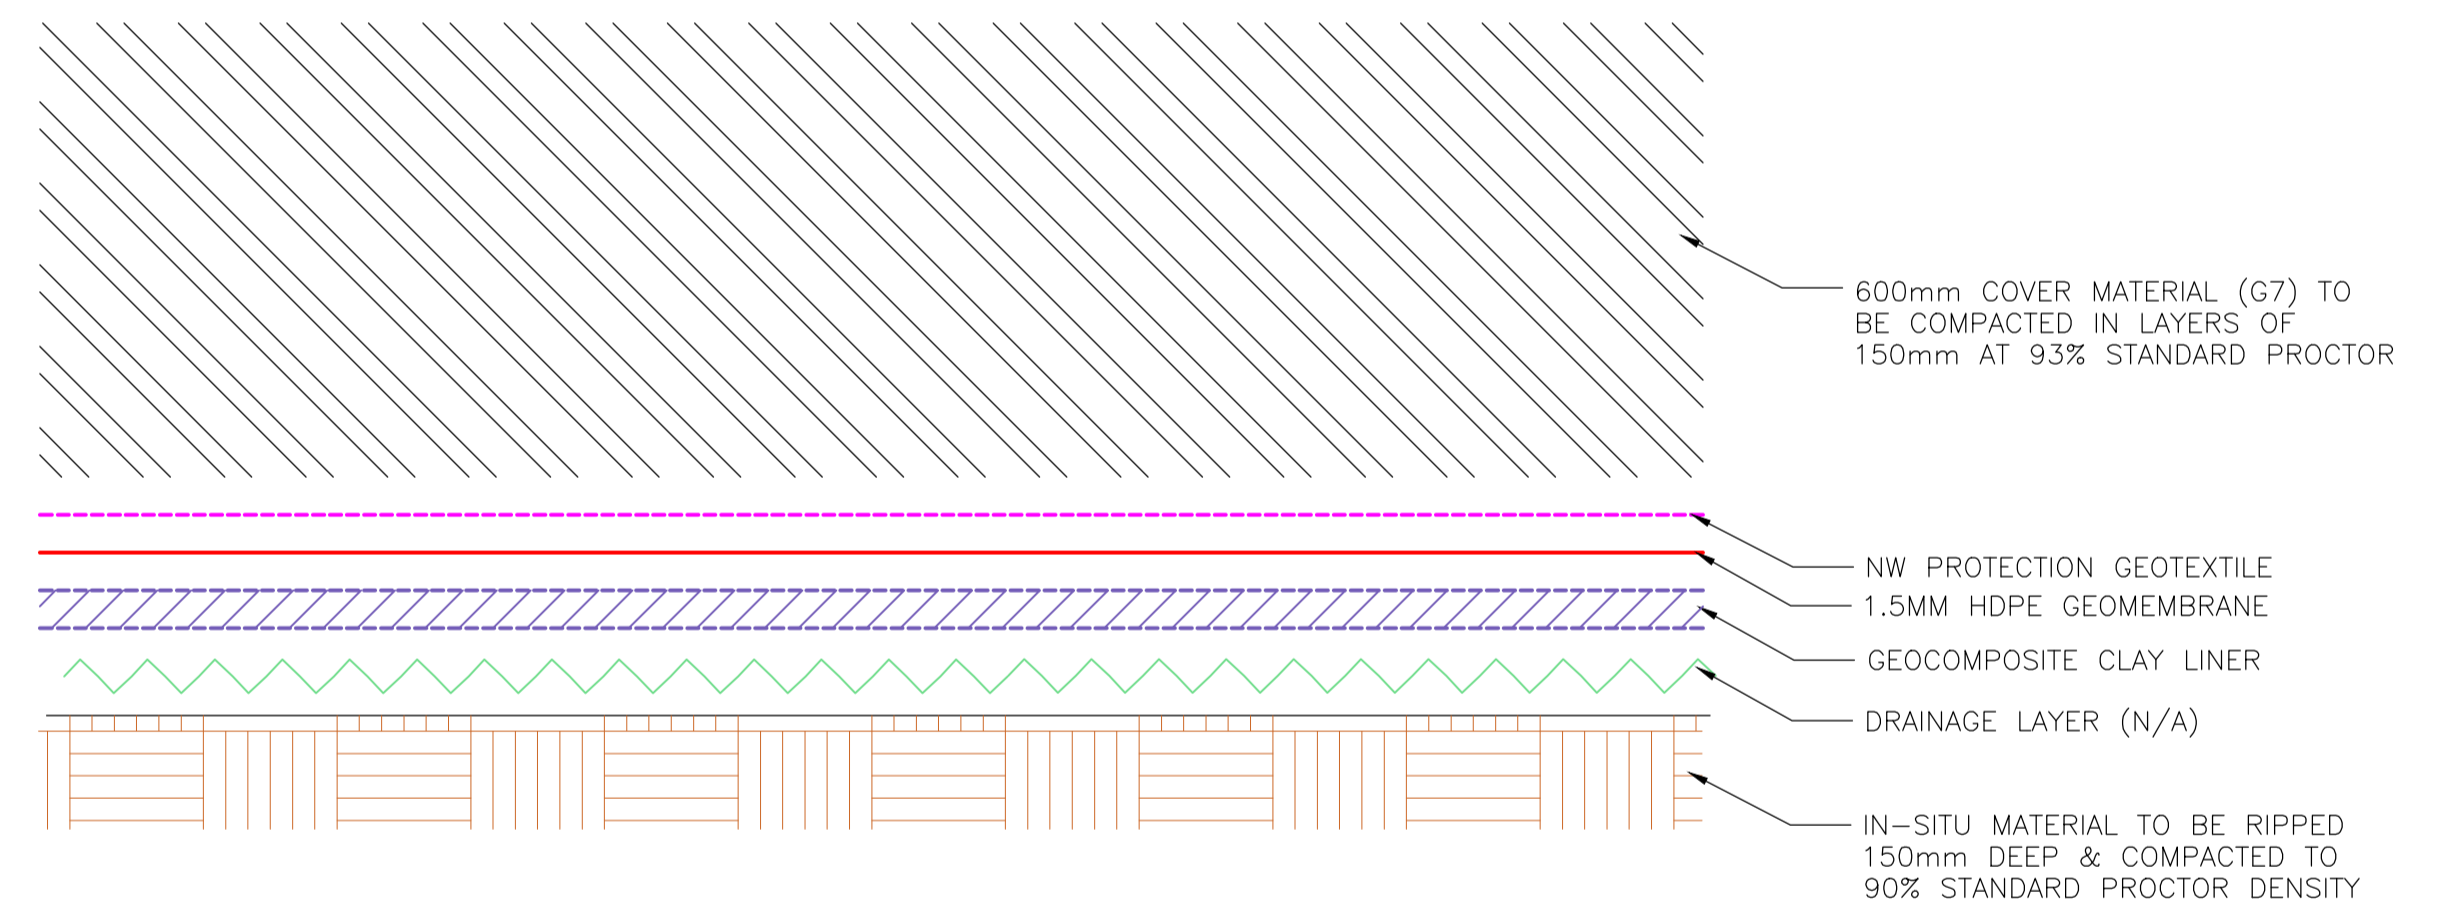 600mm COVER MATERIAL (G7) TO
BE COMPACTED IN LAYERS OF
150mm AT 93% STANDARD PROCTOR
NW PROTECTION GEOTEXTILE
1.5MM HDPE GEOMEMBRANE
GEOCOMPOSITE CLAY LINER
DRAINAGE LAYER (N/A)
IN-SITU MATERIAL TO BE RIPPED
150mm DEEP & COMPACTED TO
90% STANDARD PROCTOR DENSITY